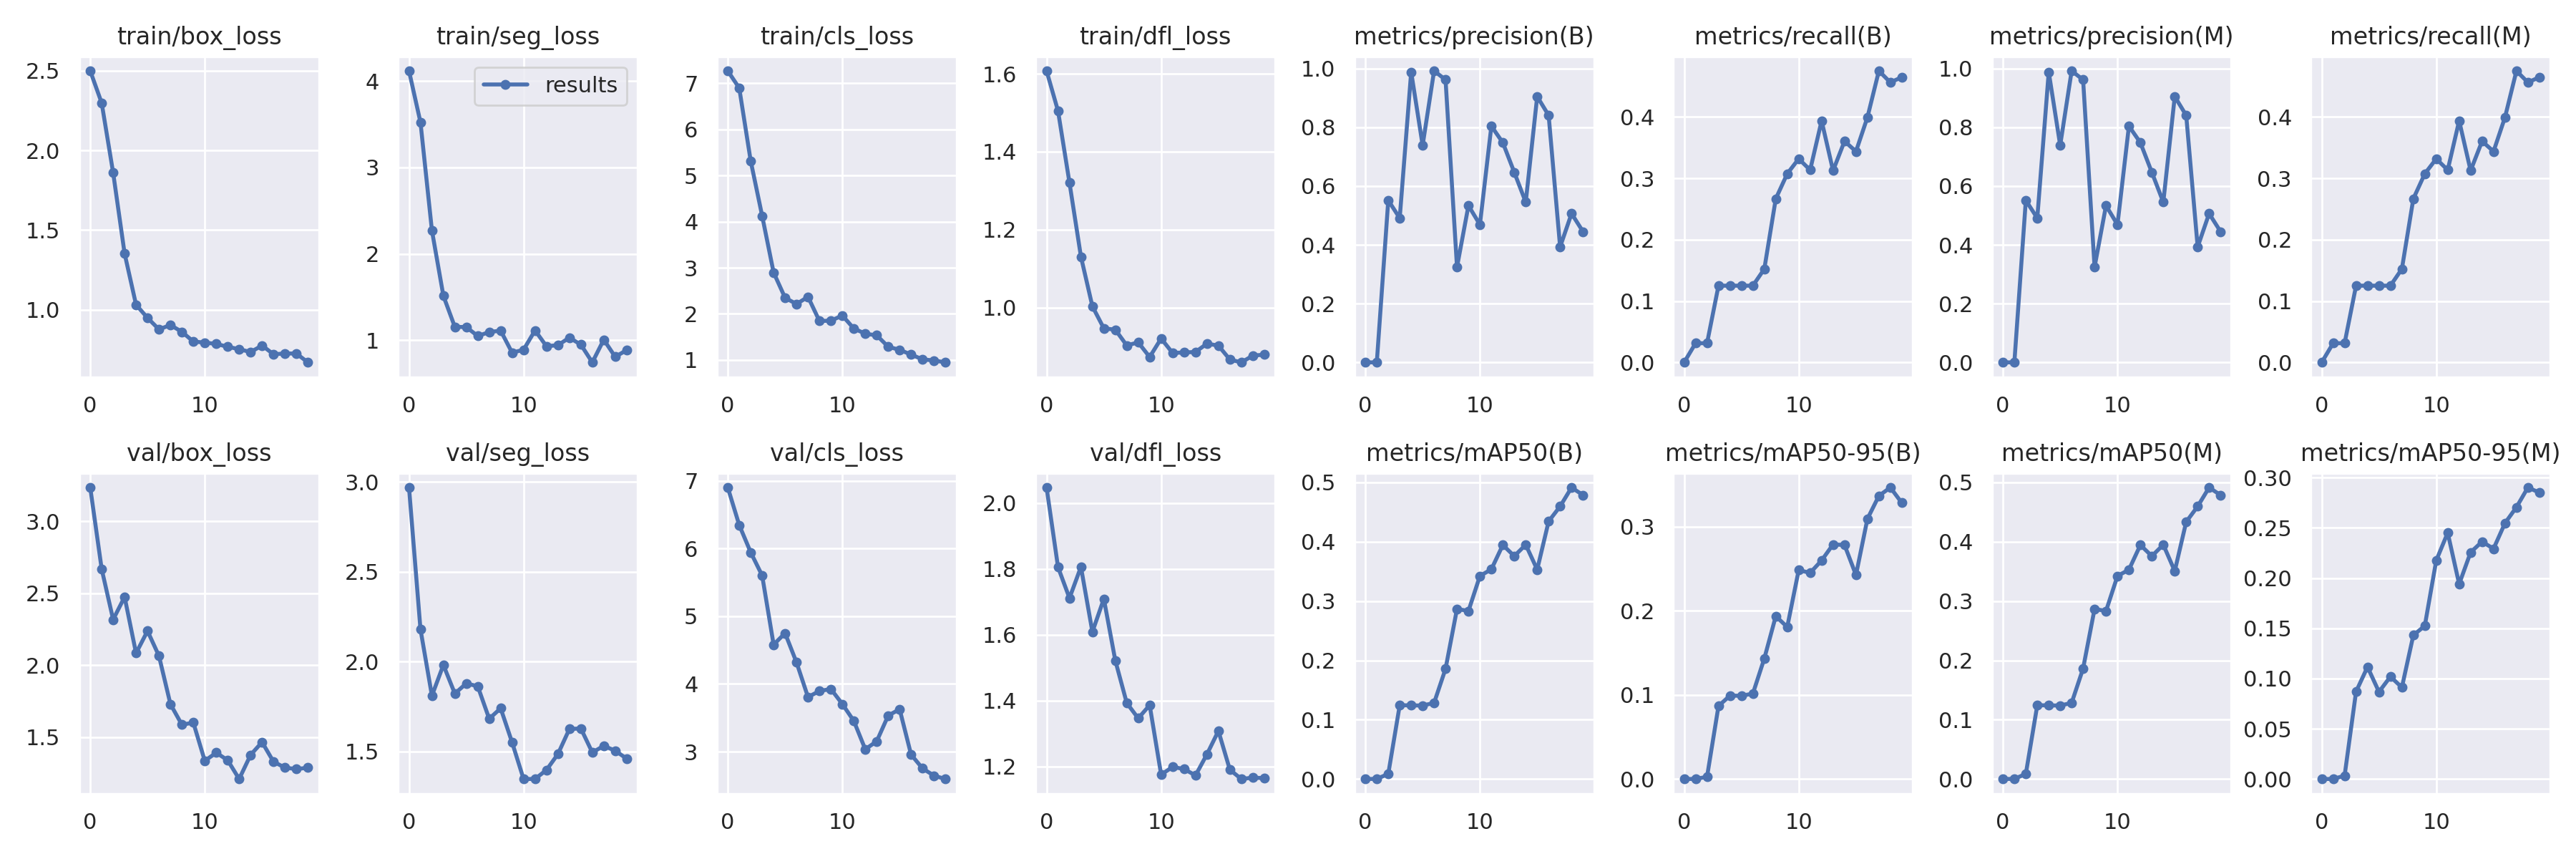 train/box_loss train/seg_loss train/cls_loss train/dfl_loss metrics/precision(B) metrics/recall(B) metrics/precision(M) metrics/recall(M)
results
2.5 2.0 1.5 1.0
4 3 2 1
7 6 5 4 3 2 1
1.6 1.4 1.2 1.0
1.0 0.8 0.6 0.4 0.2 0.0
0.4 0.3 0.2 0.1 0.0
1.0 0.8 0.6 0.4 0.2 0.0
0.4 0.3 0.2 0.1 0.0
0 10 0 10 0 10 0 10 0 10 0 10 0 10 0 10
val/box_loss val/seg_loss val/cls_loss val/dfl_loss metrics/mAP50(B) metrics/mAP50-95(B) metrics/mAP50(M) metrics/mAP50-95(M)
3.0 2.5 2.0 1.5
3.0 2.5 2.0 1.5
7 6 5 4 3
2.0 1.8 1.6 1.4 1.2
0.5 0.4 0.3 0.2 0.1 0.0
0.3 0.2 0.1 0.0
0.5 0.4 0.3 0.2 0.1 0.0
0.30 0.25 0.20 0.15 0.10 0.05 0.00
0 10 0 10 0 10 0 10 0 10 0 10 0 10 0 10